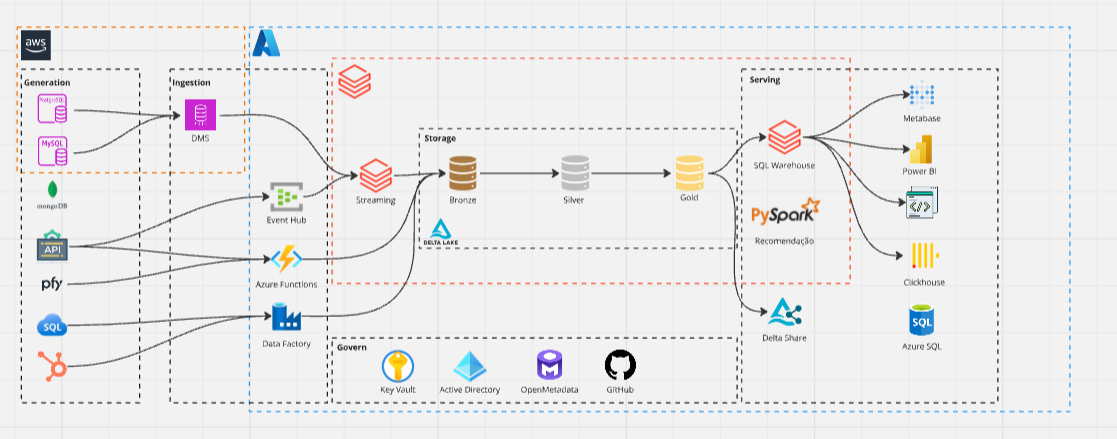 aws
Generation
Ingestion
PostgreSQL
MySQL
DMS
mongoDB
API
pfy
SQL
Event Hub
Azure Functions
Data Factory
Streaming
Storage
Bronze
Silver
Gold
DELTA LAKE
Govern
Key Vault
Active Directory
OpenMetadata
GitHub
Serving
SQL Warehouse
PySpark
Recomendação
Delta Share
Metabase
Power BI
</>
Clickhouse
SQL
Azure SQL